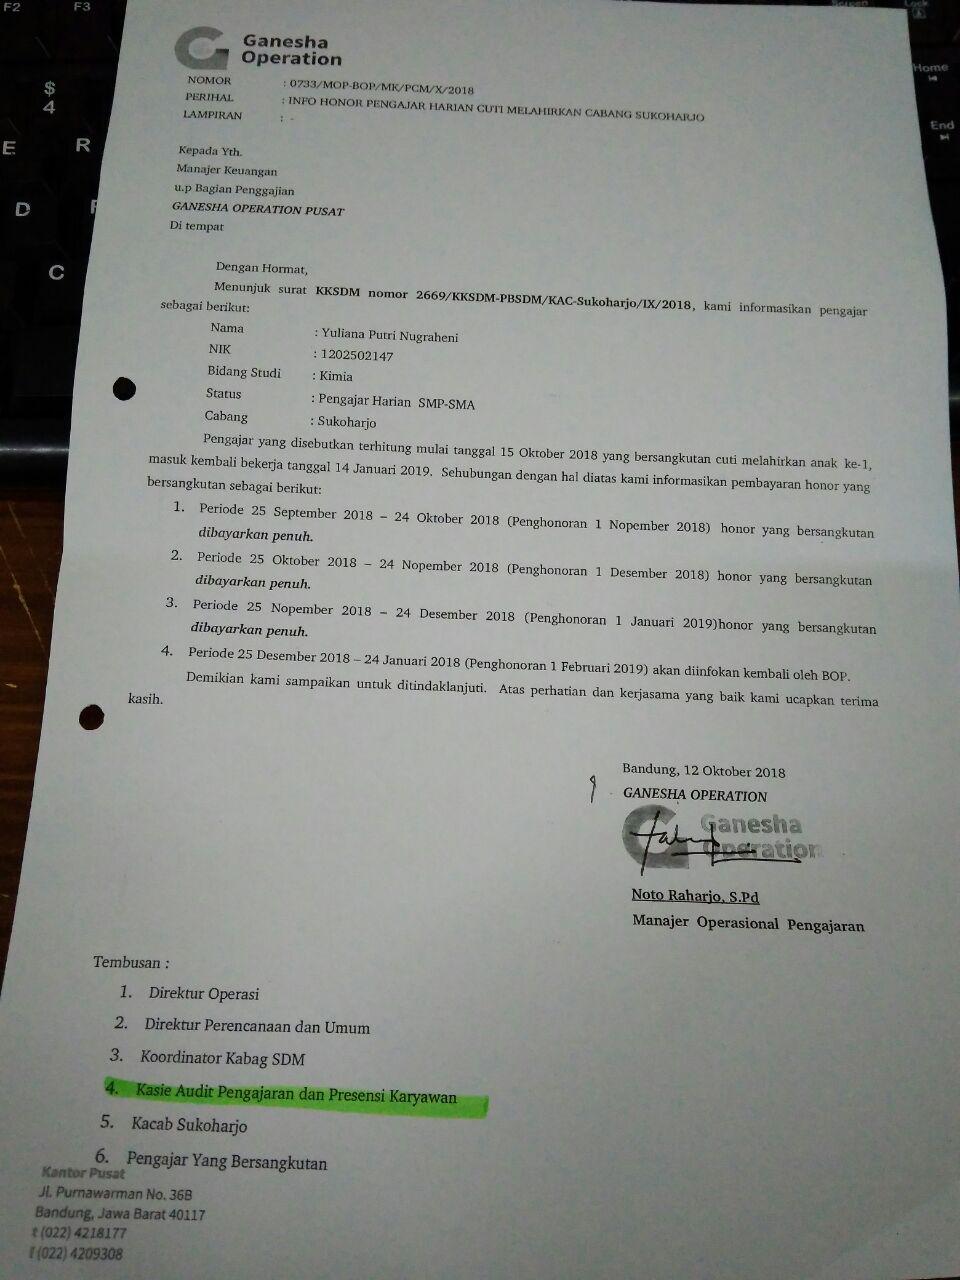 F2
F3
$
4
E
R
D
F
C
Home
End
Ganesha
Operation
NOMOR : 0733/MOP-BOP/MK/PCM/X/2018
PERIHAL : INFO HONOR PENGAJAR HARIAN CUTI MELAHIRKAN CABANG SUKOHARJO
LAMPIRAN : -
Kepada Yth.
Manajer Keuangan
u.p Bagian Penggajian
GANESHA OPERATION PUSAT
Di tempat
Dengan Hormat,
Menunjuk surat KKSDM nomor 2669/KKSDM-PBSDM/KAC-Sukoharjo/IX/2018, kami informasikan pengajar
sebagai berikut:
Nama : Yuliana Putri Nugraheni
NIK : 1202502147
Bidang Studi : Kimia
Status : Pengajar Harian SMP-SMA
Cabang : Sukoharjo
Pengajar yang disebutkan terhitung mulai tanggal 15 Oktober 2018 yang bersangkutan cuti melahirkan anak ke-1,
masuk kembali bekerja tanggal 14 Januari 2019. Sehubungan dengan hal diatas kami informasikan pembayaran honor yang
bersangkutan sebagai berikut:
1. Periode 25 September 2018 – 24 Oktober 2018 (Penghonoran 1 Nopember 2018) honor yang bersangkutan
dibayarkan penuh.
2. Periode 25 Oktober 2018 – 24 Nopember 2018 (Penghonoran 1 Desember 2018) honor yang bersangkutan
dibayarkan penuh.
3. Periode 25 Nopember 2018 – 24 Desember 2018 (Penghonoran 1 Januari 2019)honor yang bersangkutan
dibayarkan penuh.
4. Periode 25 Desember 2018 – 24 Januari 2018 (Penghonoran 1 Februari 2019) akan diinfokan kembali oleh BOP.
Demikian kami sampaikan untuk ditindaklanjuti. Atas perhatian dan kerjasama yang baik kami ucapkan terima
kasih.
Bandung, 12 Oktober 2018
GANESHA OPERATION
Ganesha
Operation
Noto Raharjo, S.Pd
Manajer Operasional Pengajaran
Tembusan :
1. Direktur Operasi
2. Direktur Perencanaan dan Umum
3. Koordinator Kabag SDM
4. Kasie Audit Pengajaran dan Presensi Karyawan
5. Kacab Sukoharjo
6. Pengajar Yang Bersangkutan
Kantor Pusat
Jl. Purnawarman No. 36B
Bandung, Jawa Barat 40117
t (022) 4218177
f (022) 4209308